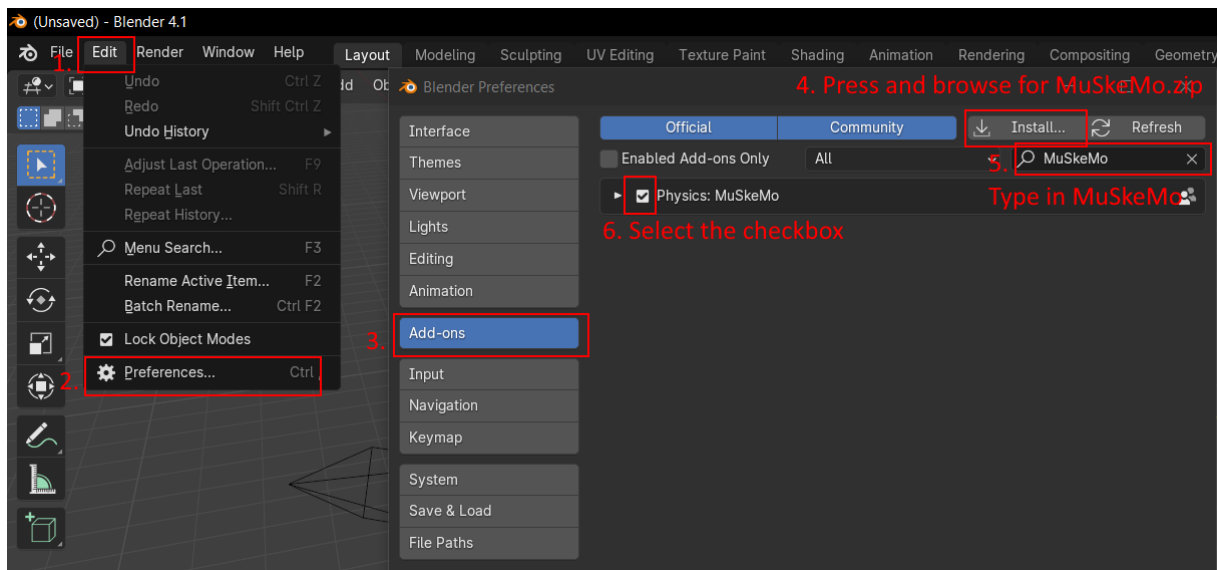 (Unsaved) - Blender 4.1
File Edit Render Window Help Layout Modeling Sculpting UV Editing Texture Paint Shading Animation Rendering Compositing Geometry
1.
Undo Ctrl Z
Redo Shift Ctrl Z
Undo History
Adjust Last Operation... F9
Repeat Last Shift R
Repeat History...
Menu Search... F3
Rename Active Item... F2
Batch Rename... Ctrl F2
Lock Object Modes
2. Preferences... Ctrl ,
dd Ob
Blender Preferences
4. Press and browse for MuSkeMo.zip
Interface
Themes
Viewport
Lights
Editing
Animation
3. Add-ons
Input
Navigation
Keymap
System
Save & Load
File Paths
Official Community Install... Refresh
Enabled Add-ons Only All 5. MuSkeMo
Physics: MuSkeMo Type in MuSkeMo
6. Select the checkbox